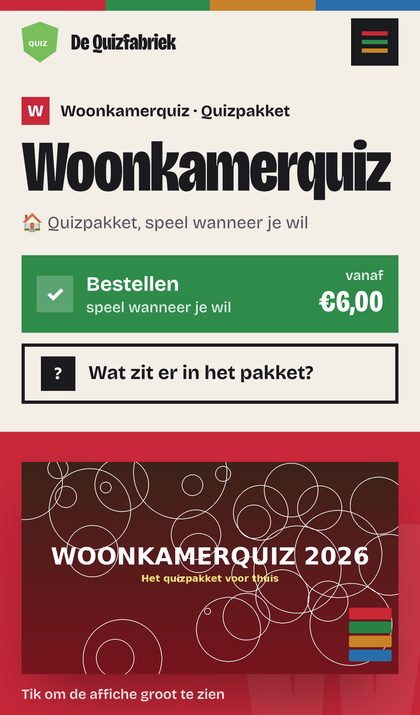 QUIZ
De Quizfabriek
W
Woonkamerquiz · Quizpakket
Woonkamerquiz
🏠 Quizpakket, speel wanneer je wil
Bestellen
speel wanneer je wil
vanaf
€6,00
?
Wat zit er in het pakket?
WOONKAMERQUIZ 2026
Het quizpakket voor thuis
Tik om de affiche groot te zien
W